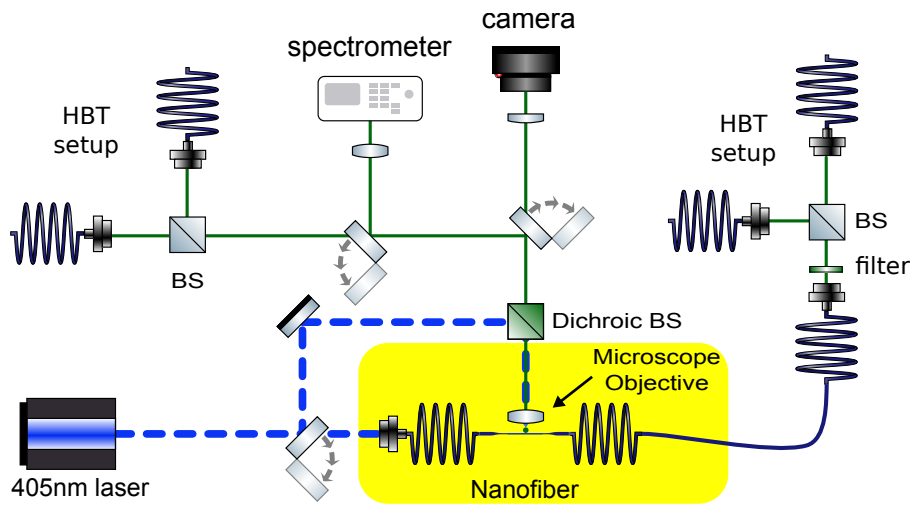 camera
spectrometer
HBT
setup
HBT
setup
BS
BS
filter
Dichroic BS
Microscope
Objective
405nm laser
Nanofiber